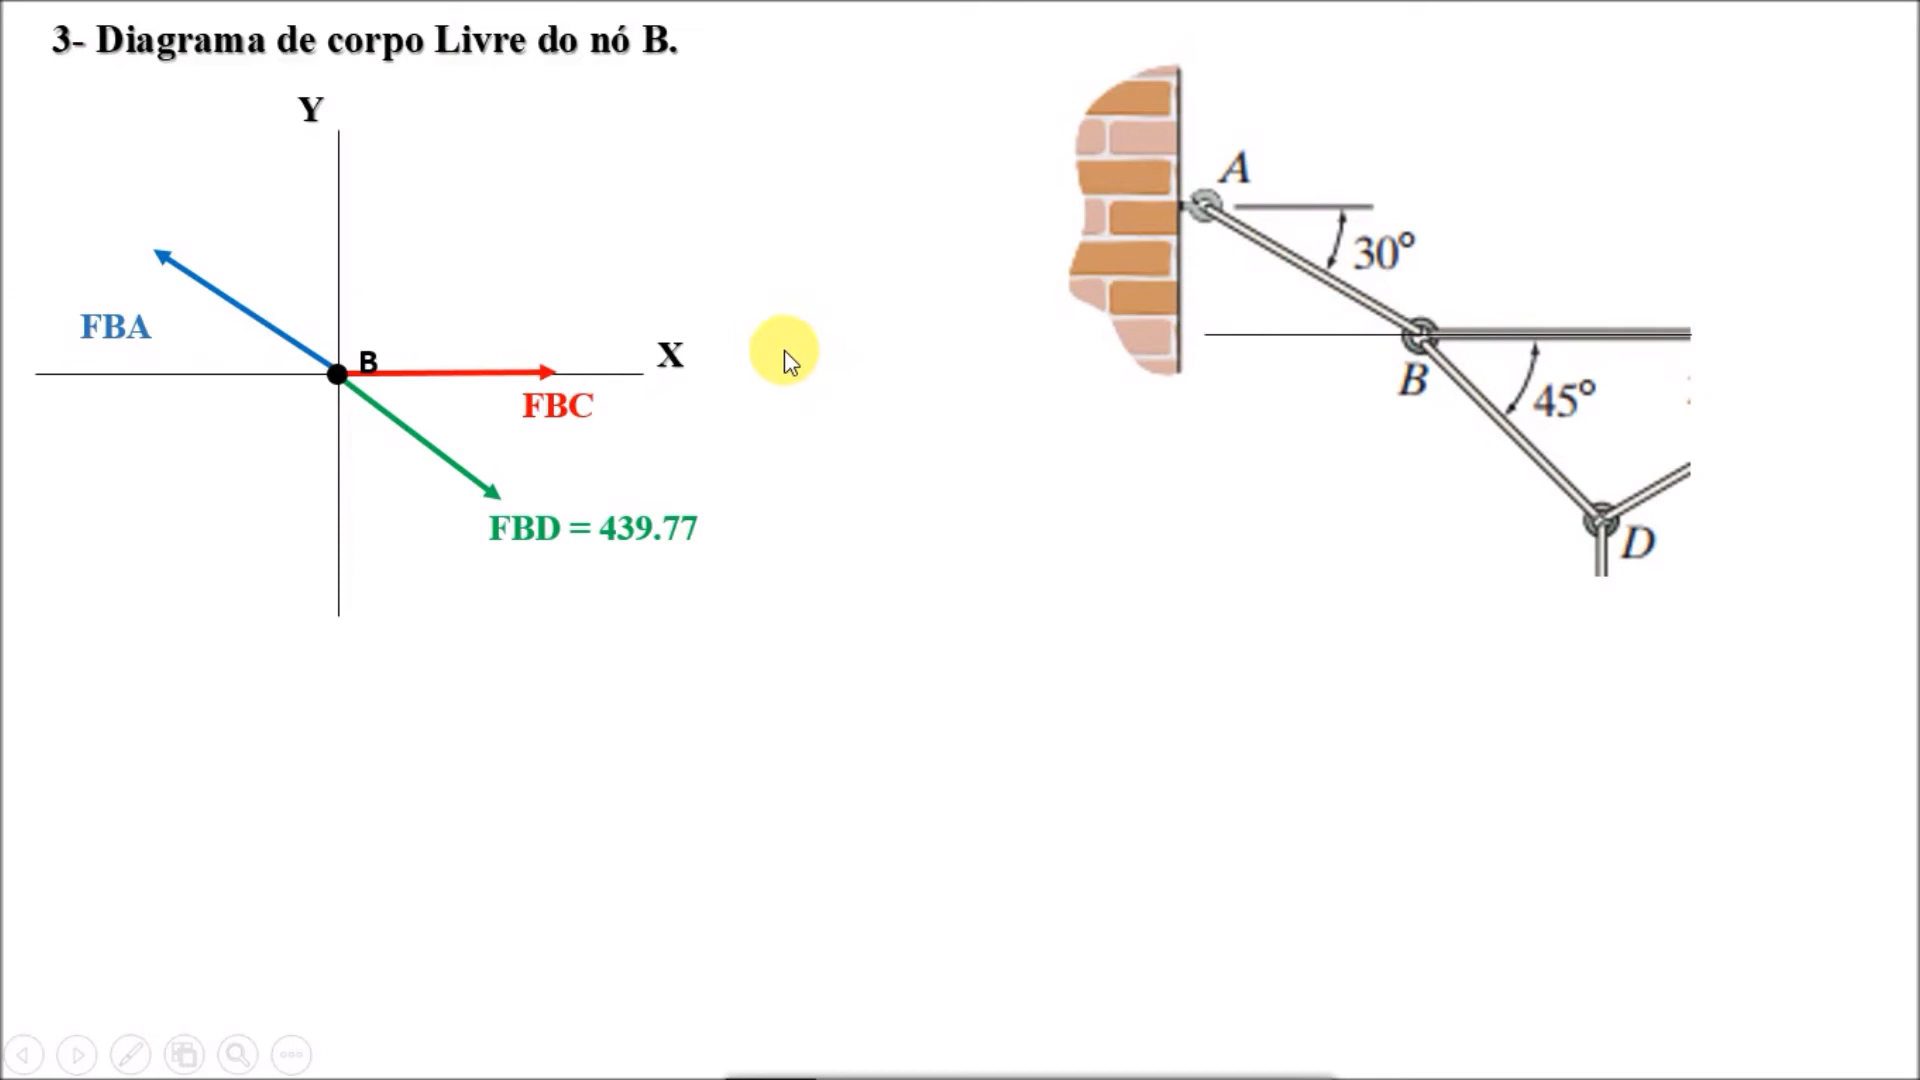 3- Diagrama de corpo Livre do nó B.
Y
A
30°
FBA
B
X
FBC
B
45°
FBD = 439.77
D